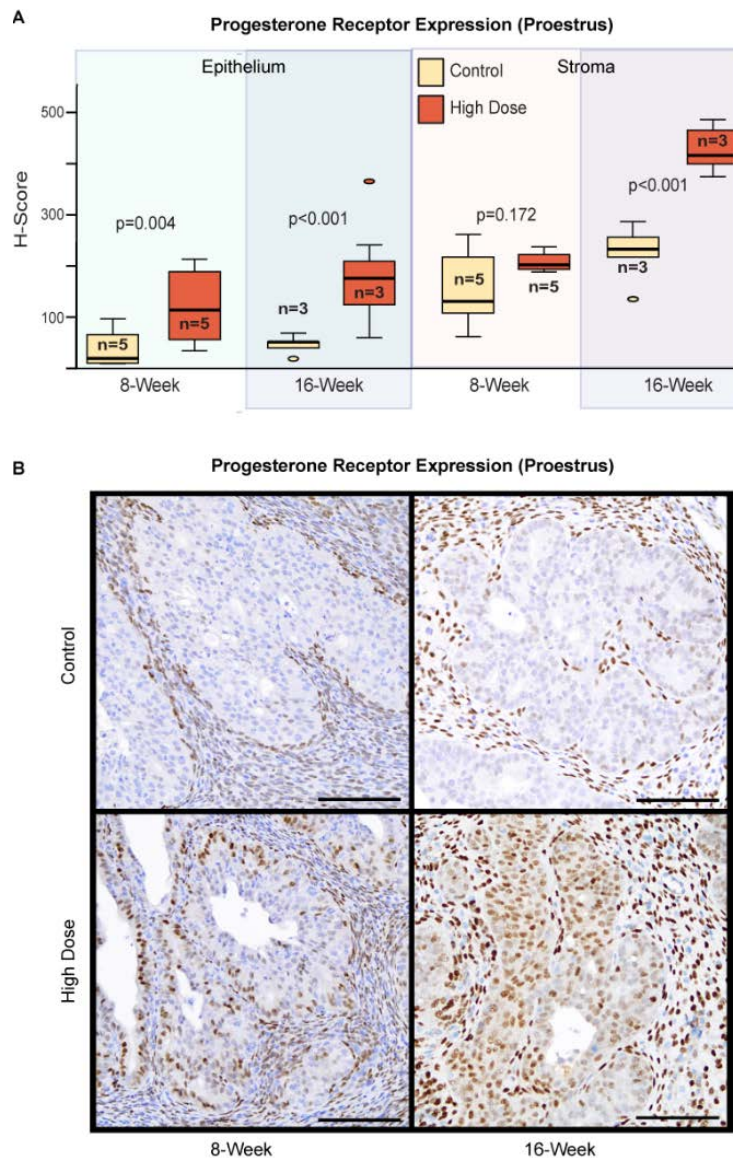 A
Progesterone Receptor Expression (Proestrus)
Epithelium
Stroma
Control
High Dose
H-Score
500
300
100
p=0.004
p<0.001
p=0.172
p<0.001
n=5
n=5
n=3
n=3
n=5
n=5
n=3
n=3
8-Week
16-Week
8-Week
16-Week
B
Progesterone Receptor Expression (Proestrus)
Control
High Dose
8-Week
16-Week